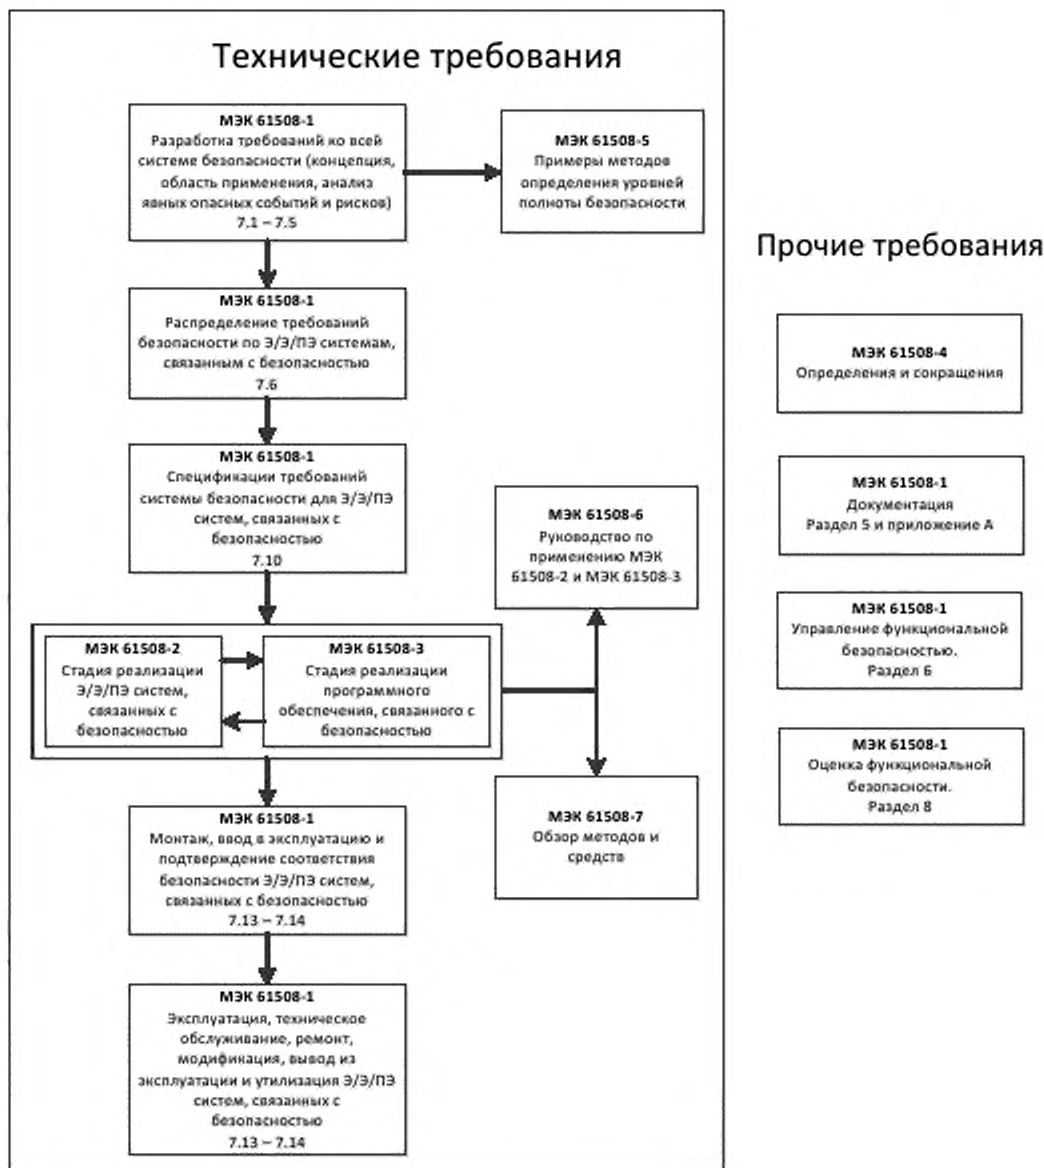 Технические требования
МЭК 61508-1
Разработка требований ко всей
системе безопасности (концепция,
область применения, анализ
явных опасных событий и рисков)
7.1 – 7.5
МЭК 61508-5
Примеры методов
определения уровней
полноты безопасности
МЭК 61508-1
Распределение требований
безопасности по Э/Э/ПЭ системам,
связанным с безопасностью
7.6
МЭК 61508-1
Спецификации требований
системы безопасности для Э/Э/ПЭ
систем, связанных с
безопасностью
7.10
МЭК 61508-6
Руководство по
применению МЭК
61508-2 и МЭК 61508-3
МЭК 61508-2
Стадия реализации
Э/Э/ПЭ систем,
связанных с
безопасностью
МЭК 61508-3
Стадия реализации
программного
обеспечения, связанного с
безопасностью
МЭК 61508-7
Обзор методов и
средств
МЭК 61508-1
Монтаж, ввод в эксплуатацию и
подтверждение соответствия
безопасности Э/Э/ПЭ систем,
связанных с безопасностью
7.13 – 7.14
МЭК 61508-1
Эксплуатация, техническое
обслуживание, ремонт,
модификация, вывод из
эксплуатации и утилизация Э/Э/ПЭ
систем, связанных с
безопасностью
7.13 – 7.14
Прочие требования
МЭК 61508-4
Определения и сокращения
МЭК 61508-1
Документация
Раздел 5 и приложение А
МЭК 61508-1
Управление функциональной
безопасностью.
Раздел 6
МЭК 61508-1
Оценка функциональной
безопасности.
Раздел 8